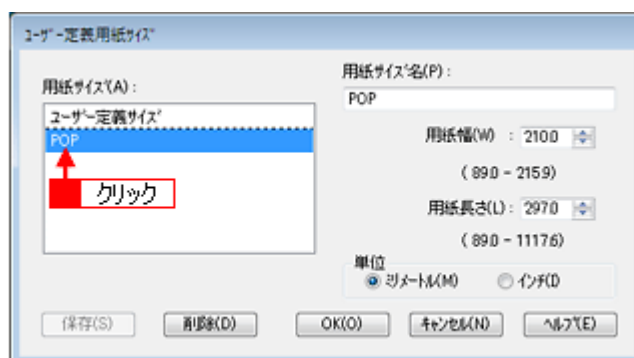 ユーザー定義用紙サイズ
用紙サイズ(A) :
ユーザー定義サイズ
POP
クリック
用紙サイズ名(P) :
POP
用紙幅(W) : 210.0
( 89.0 - 215.9)
用紙長さ(L) : 297.0
( 89.0 - 1117.6)
単位
ミリメートル(M) インチ(I)
保存(S) 削除(D) OK(O) キャンセル(N) ヘルプ(E)